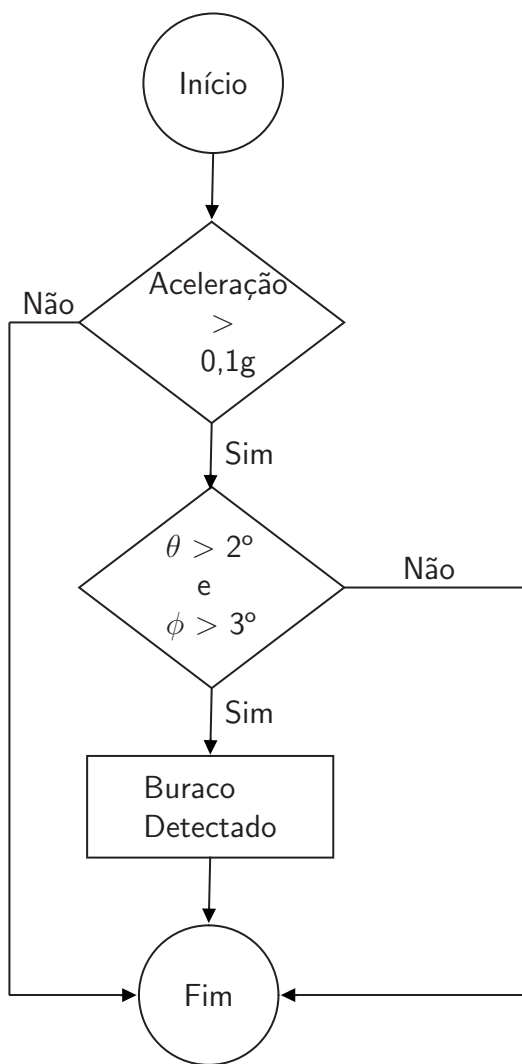 Início
Aceleração
>
0,1g
Não
Sim
θ > 2º
e
ϕ > 3º
Não
Sim
Buraco
Detectado
Fim